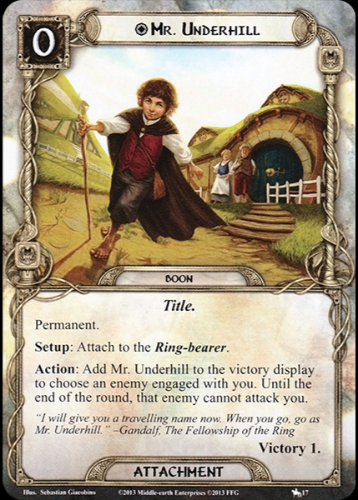 0
Mr. Underhill
BOON
Title.
Permanent.
Setup: Attach to the Ring-bearer.
Action: Add Mr. Underhill to the victory display
to choose an enemy engaged with you. Until the
end of the round, that enemy cannot attack you.
“I will give you a travelling name now. When you go, go as
Mr. Underhill.” –Gandalf, The Fellowship of the Ring
Victory 1.
Illus. Sebastian Giacobino
ATTACHMENT
©2013 Middle-earth Enterprises ©2013 FFG
17